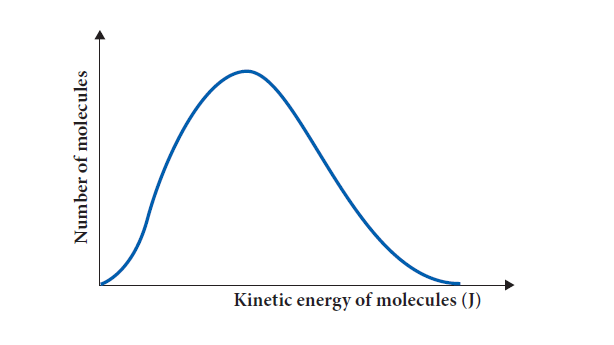 Number of molecules
Kinetic energy of molecules (J)